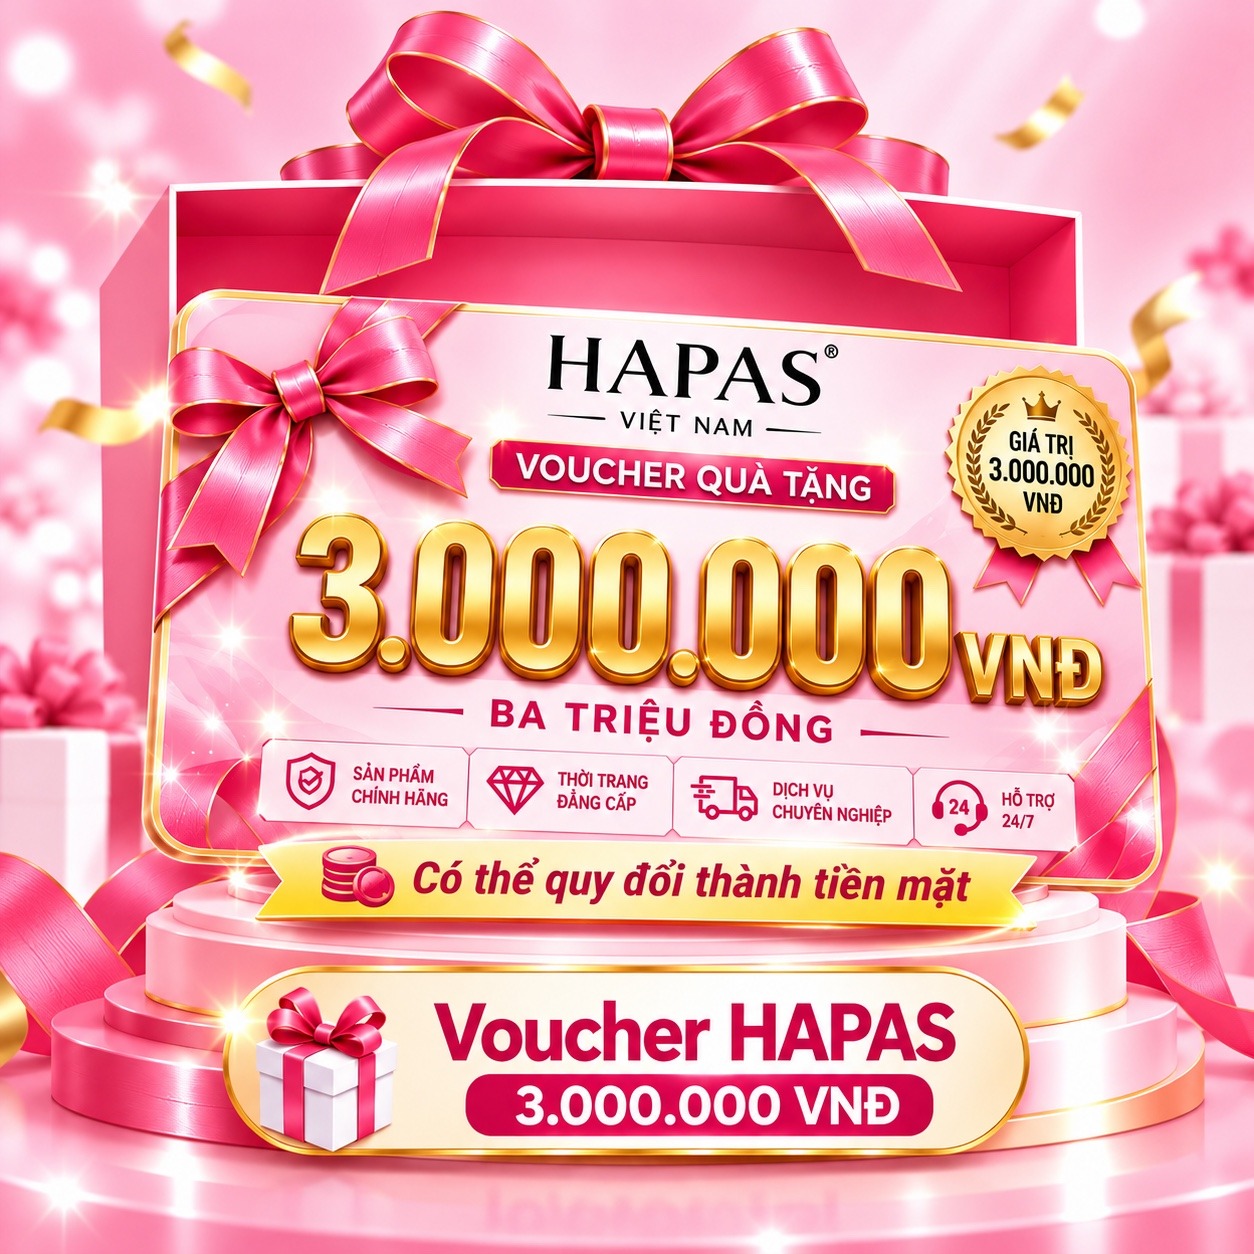 HAPAS®
VIỆT NAM
VOUCHER QUÀ TẶNG
GIÁ TRỊ
3.000.000
VNĐ
3.000.000 VNĐ
BA TRIỆU ĐỒNG
SẢN PHẨM
CHÍNH HÃNG
THỜI TRANG
ĐẲNG CẤP
DỊCH VỤ
CHUYÊN NGHIỆP
24
HỖ TRỢ
24/7
Có thể quy đổi thành tiền mặt
Voucher HAPAS
3.000.000 VNĐ